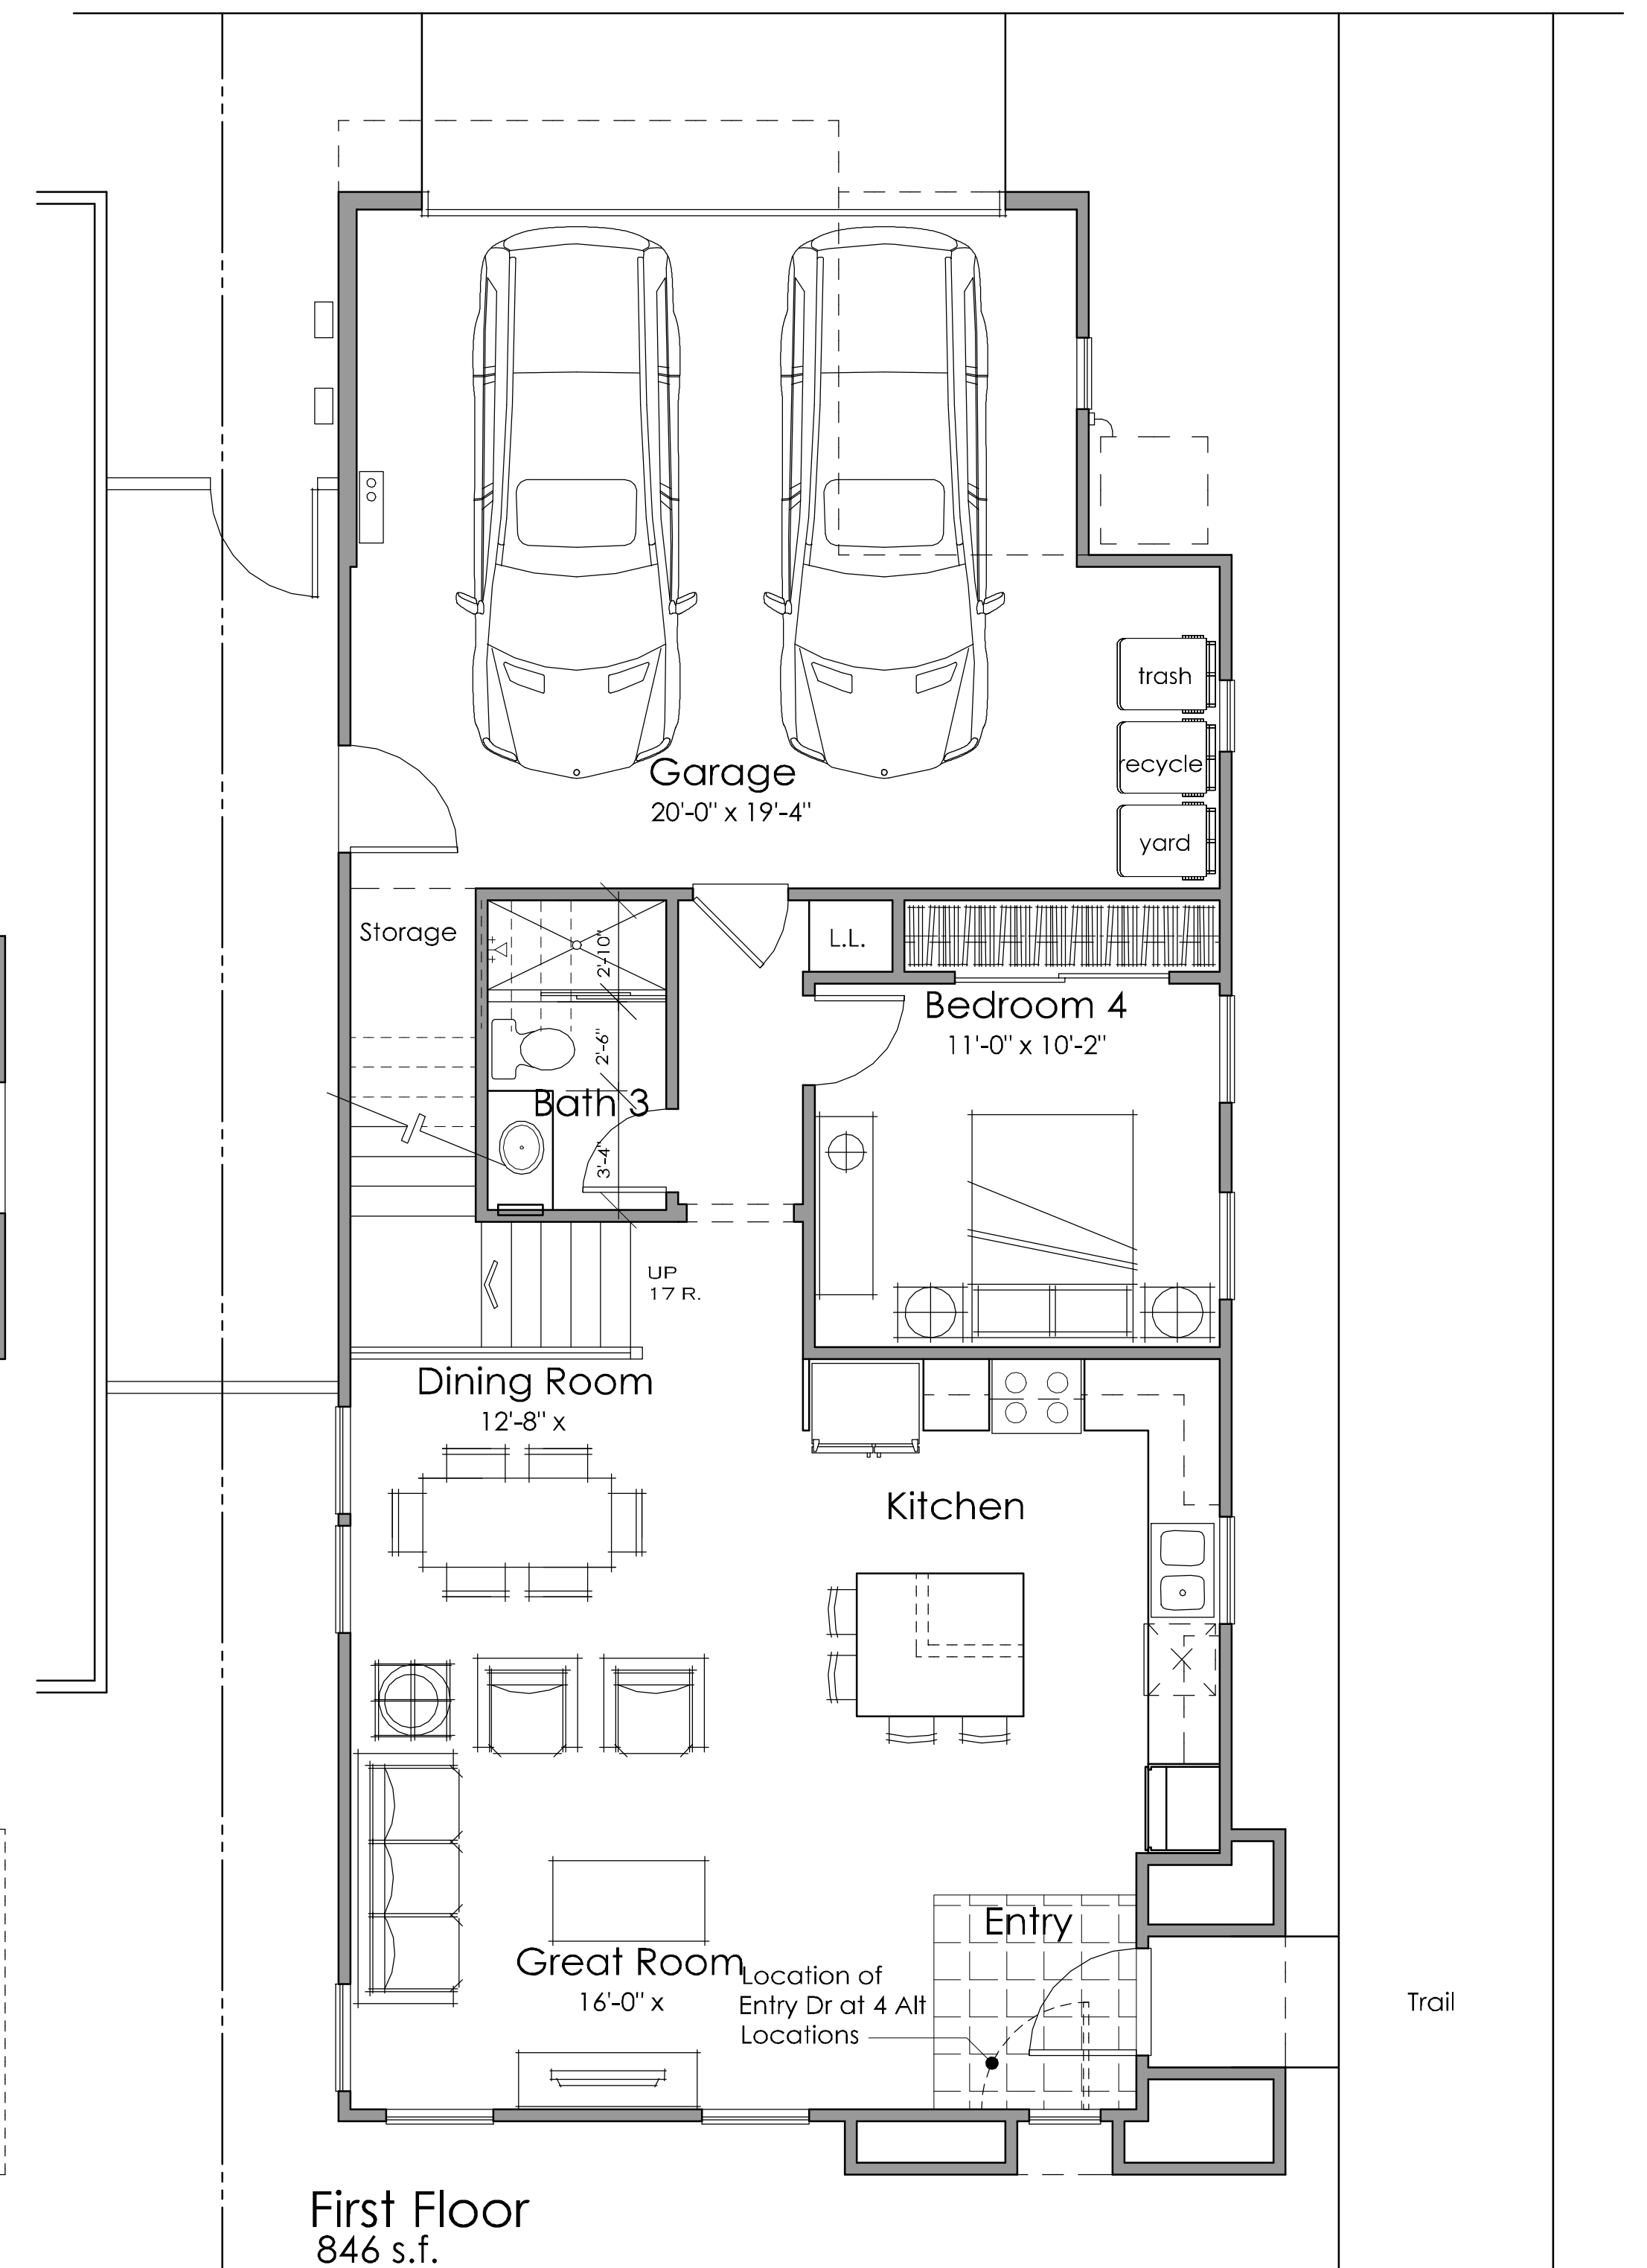 trash
recycle
yard
Garage
20'-0" x 19'-4"
Storage
2'-10"
L.L.
Bedroom 4
11'-0" x 10'-2"
2'-6"
Bath 3
3'-4"
UP
17 R.
Dining Room
12'-8" x
Kitchen
Entry
Great Room
16'-0" x
Location of
Entry Dr at 4 Alt
Locations
Trail
First Floor
846 s.f.